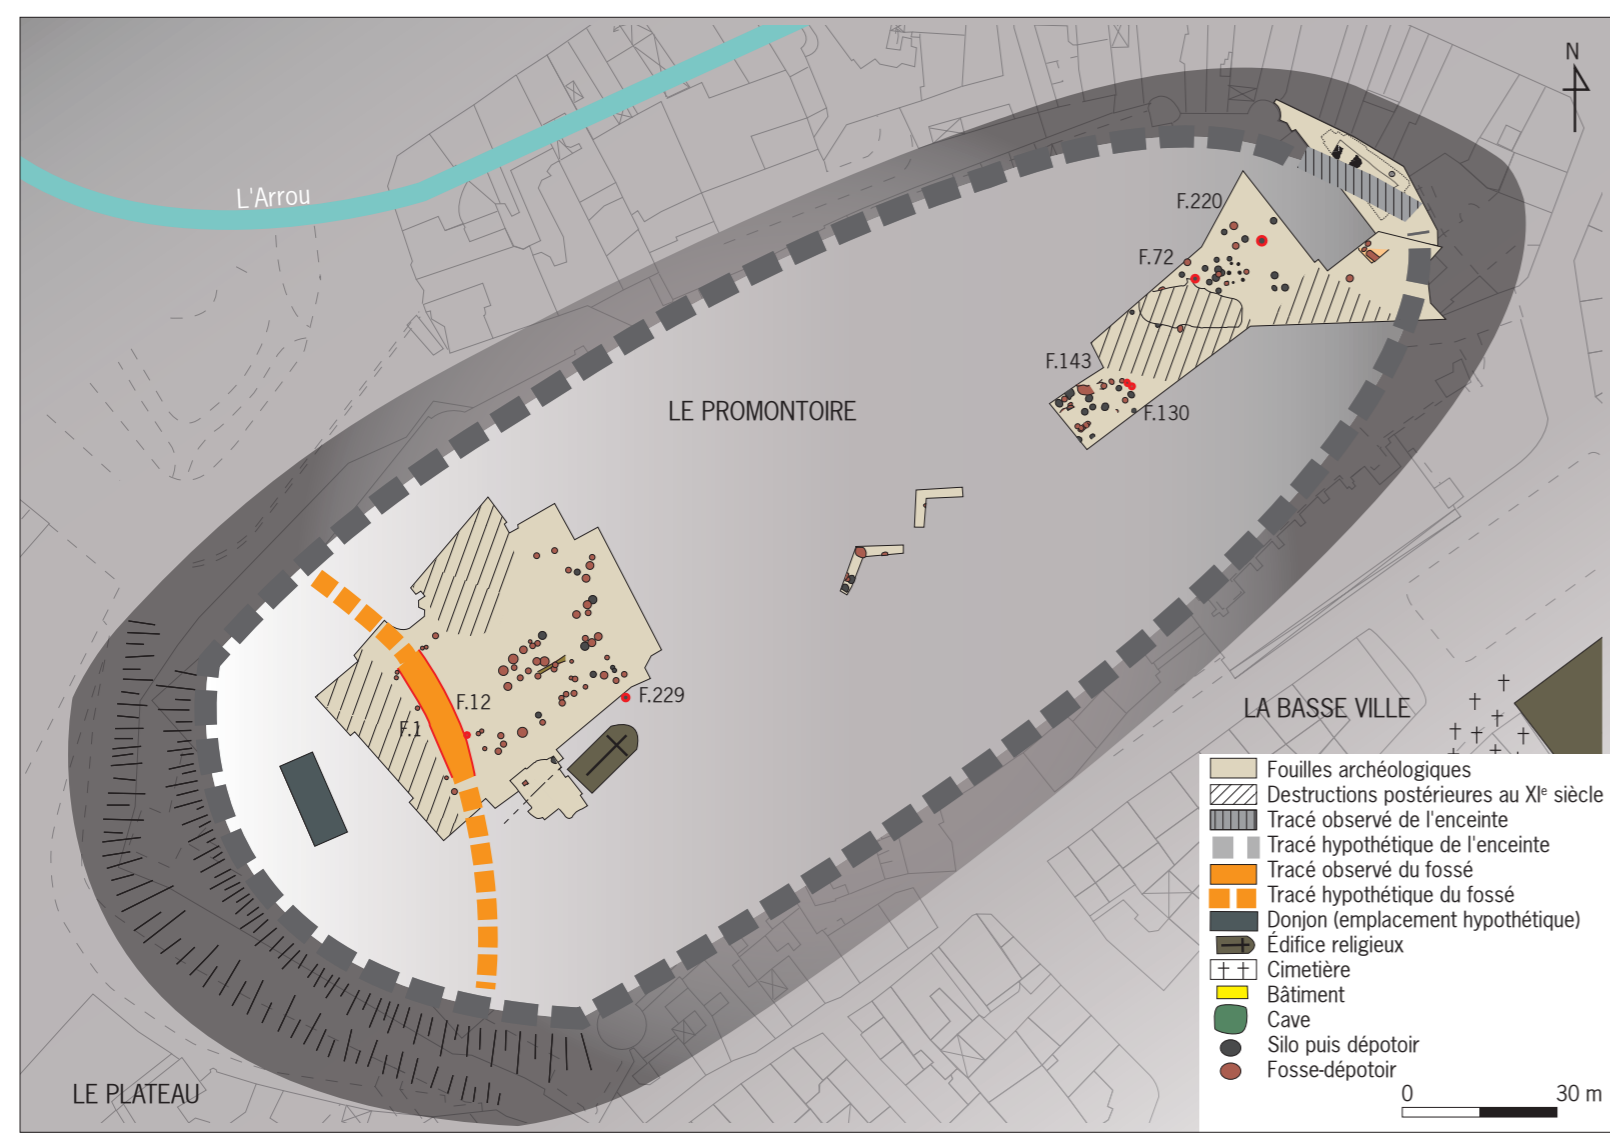 N
L'Arrou
F.220
F.72
F.143
F.130
LE PROMONTOIRE
F.229
F.12
F.1
LA BASSE VILLE
LE PLATEAU
Fouilles archéologiques
Destructions postérieures au XIe siècle
Tracé observé de l'enceinte
Tracé hypothétique de l'enceinte
Tracé observé du fossé
Tracé hypothétique du fossé
Donjon (emplacement hypothétique)
Édifice religieux
Cimetière
Bâtiment
Cave
Silo puis dépotoir
Fosse-dépotoir
0 30 m